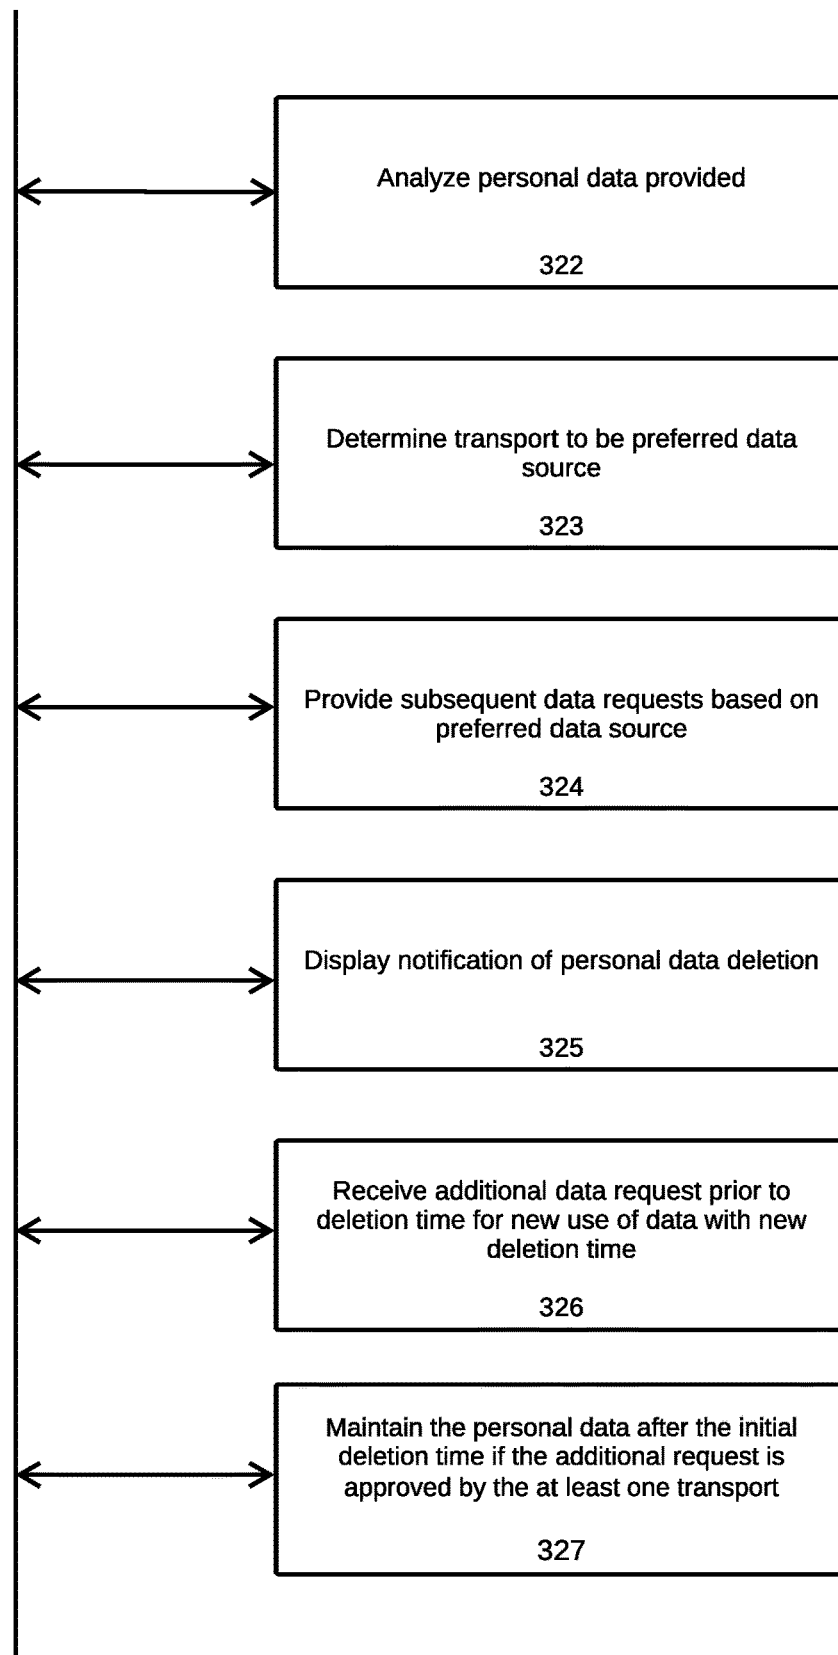 Analyze personal data provided
322
Determine transport to be preferred data
source
323
Provide subsequent data requests based on
preferred data source
324
Display notification of personal data deletion
325
Receive additional data request prior to
deletion time for new use of data with new
deletion time
326
Maintain the personal data after the initial
deletion time if the additional request is
approved by the at least one transport
327